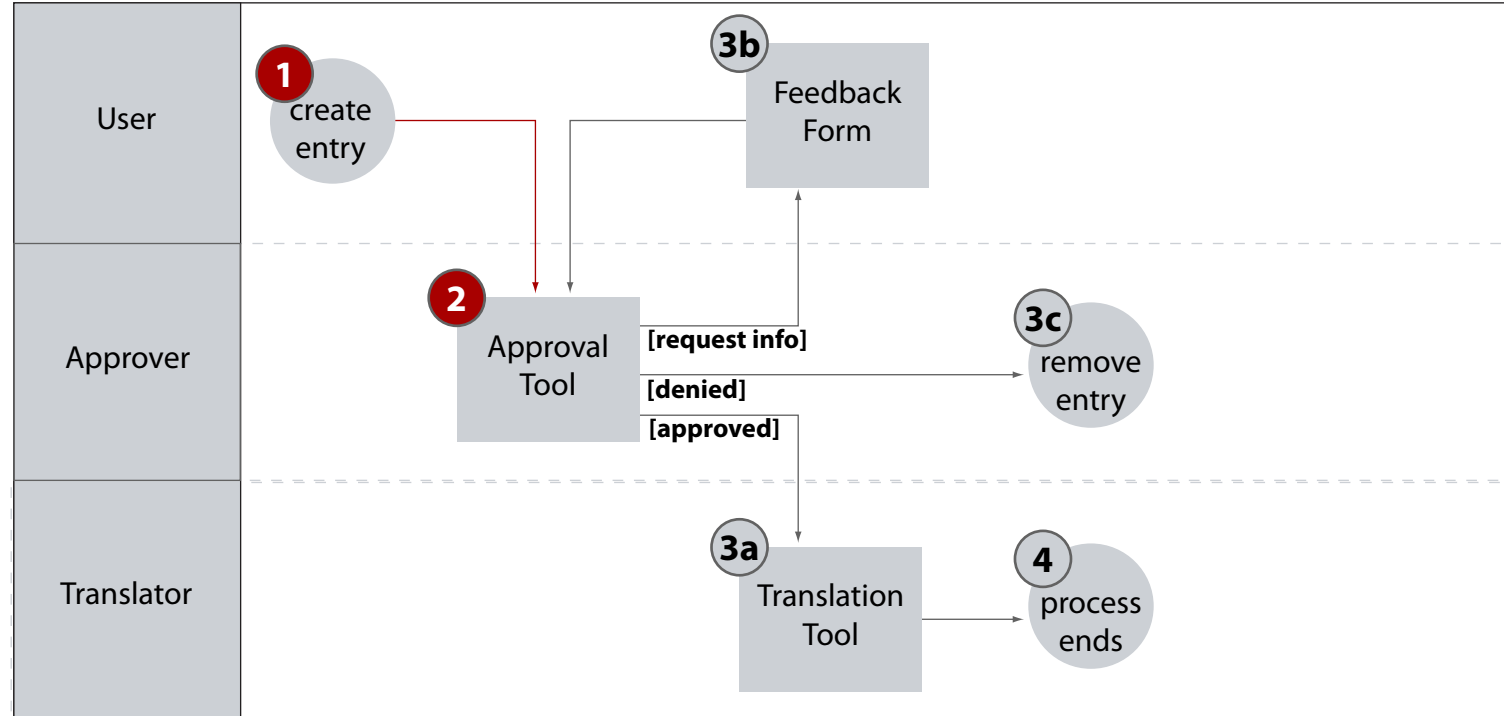 User
1
create
entry
3b
Feedback
Form
Approver
2
Approval
Tool
[request info]
[denied]
[approved]
3c
remove
entry
Translator
3a
Translation
Tool
4
process
ends